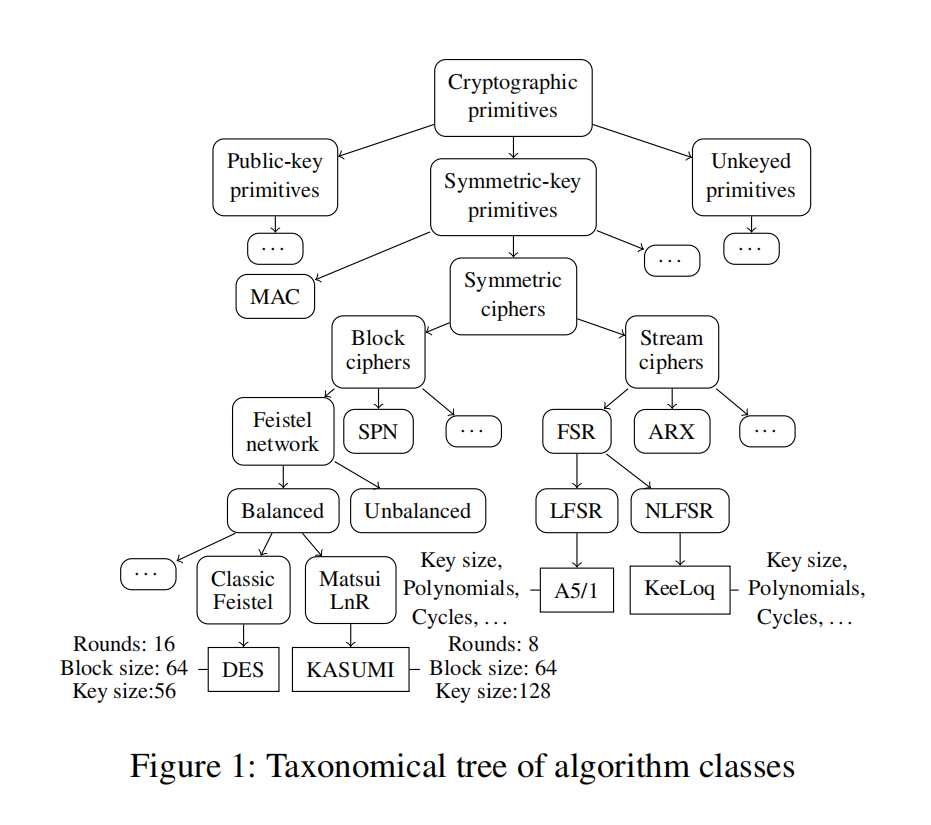 Cryptographic
primitives
Public-key
primitives
Symmetric-key
primitives
Unkeyed
primitives
...
...
...
MAC
Symmetric
ciphers
Block
ciphers
Stream
ciphers
Feistel
network
SPN
...
FSR
ARX
...
Balanced
Unbalanced
LFSR
NLFSR
...
Classic
Feistel
Matsui
LnR
Key size,
Polynomials,
Cycles, ...
A5/1
KeeLoq
Key size,
Polynomials,
Cycles, ...
Rounds: 16
Block size: 64
Key size:56
DES
KASUMI
Rounds: 8
Block size: 64
Key size:128
Figure 1: Taxonomical tree of algorithm classes